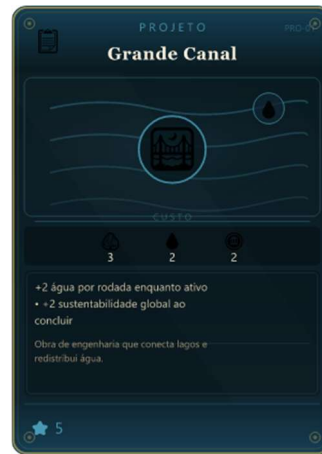 PROJETO
Grande Canal
CUSTO
3 2 2
+2 água por rodada enquanto ativo
• +2 sustentabilidade global ao
concluir
Obra de engenharia que conecta lagos e
redistribui água.
5